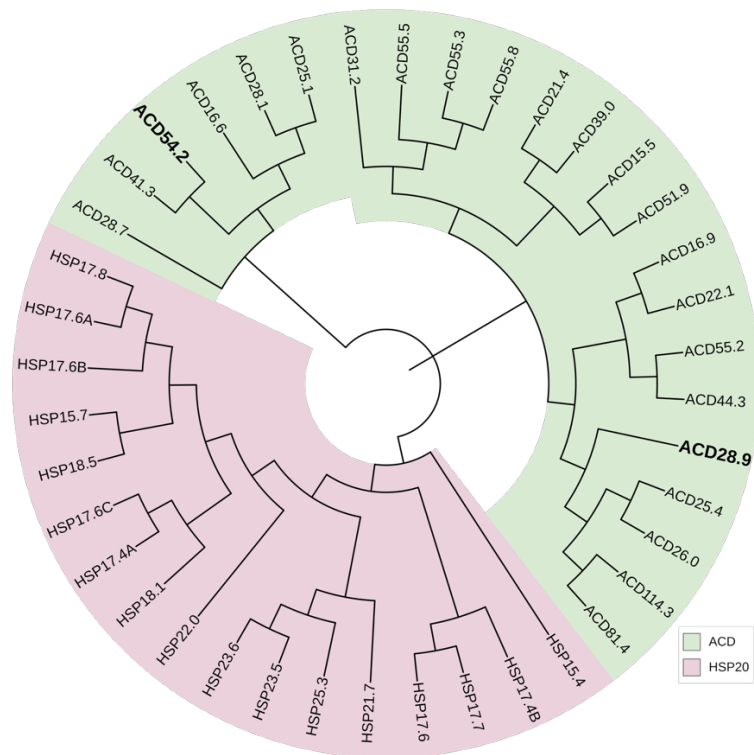 ACD31.2
ACD55.5
ACD55.3
ACD55.8
ACD21.4
ACD39.0
ACD15.5
ACD51.9
ACD16.9
ACD22.1
ACD55.2
ACD44.3
ACD28.9
ACD25.4
ACD26.0
ACD114.3
ACD81.4
HSP15.4
HSP17.4B
HSP17.7
HSP17.6
HSP21.7
HSP25.3
HSP23.5
HSP23.6
HSP22.0
HSP18.1
HSP17.4A
HSP17.6C
HSP18.5
HSP15.7
HSP17.6B
HSP17.6A
HSP17.8
ACD28.7
ACD41.3
ACD54.2
ACD16.6
ACD28.1
ACD25.1
ACD
HSP20